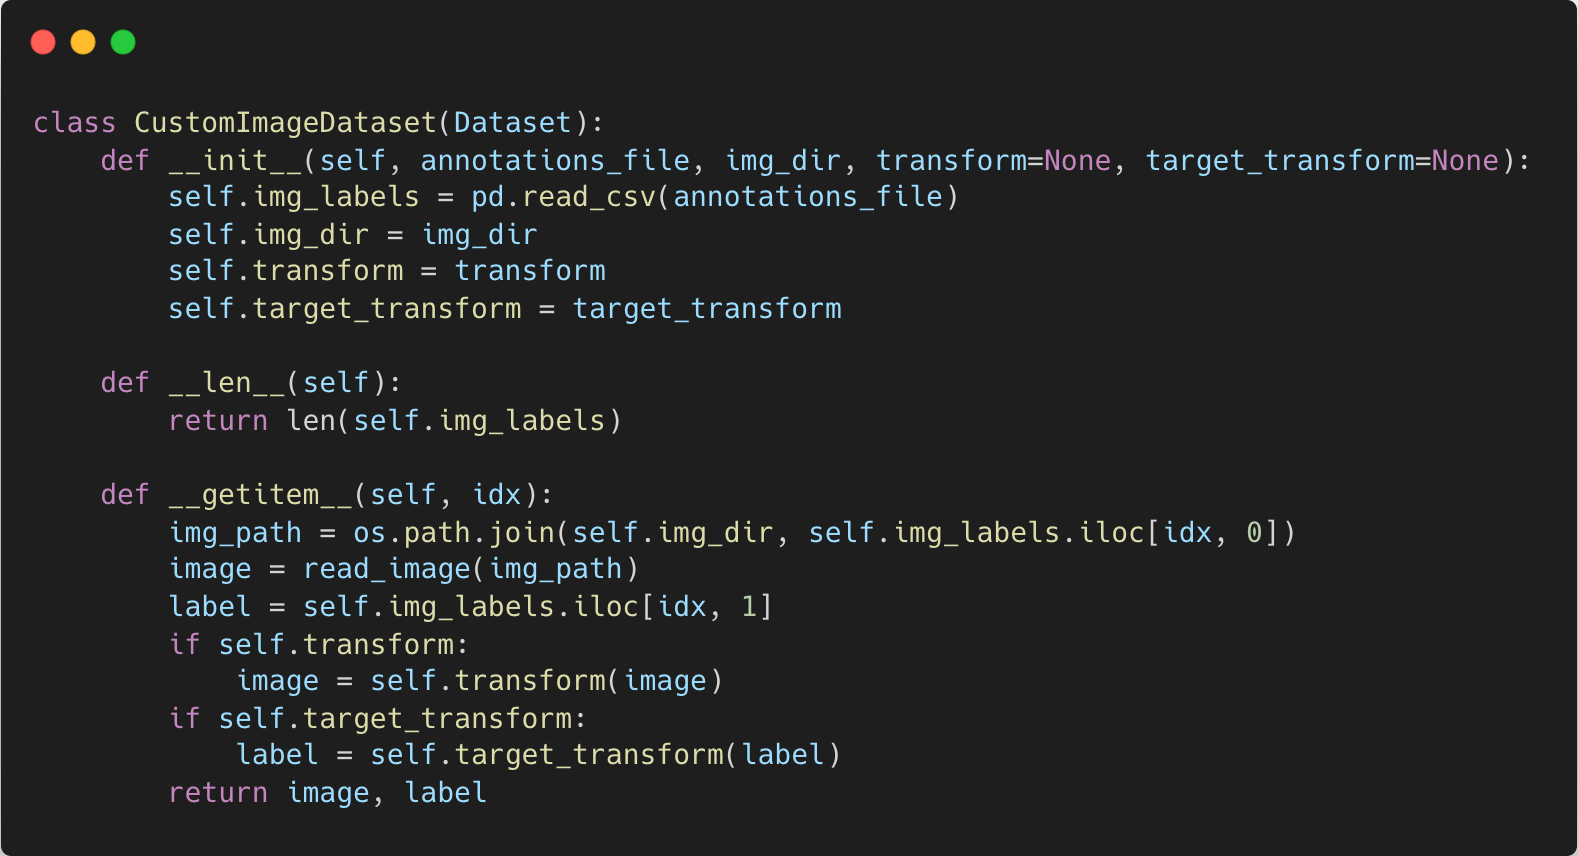 class CustomImageDataset(Dataset):
    def __init__(self, annotations_file, img_dir, transform=None, target_transform=None):
        self.img_labels = pd.read_csv(annotations_file)
        self.img_dir = img_dir
        self.transform = transform
        self.target_transform = target_transform

    def __len__(self):
        return len(self.img_labels)

    def __getitem__(self, idx):
        img_path = os.path.join(self.img_dir, self.img_labels.iloc[idx, 0])
        image = read_image(img_path)
        label = self.img_labels.iloc[idx, 1]
        if self.transform:
            image = self.transform(image)
        if self.target_transform:
            label = self.target_transform(label)
        return image, label